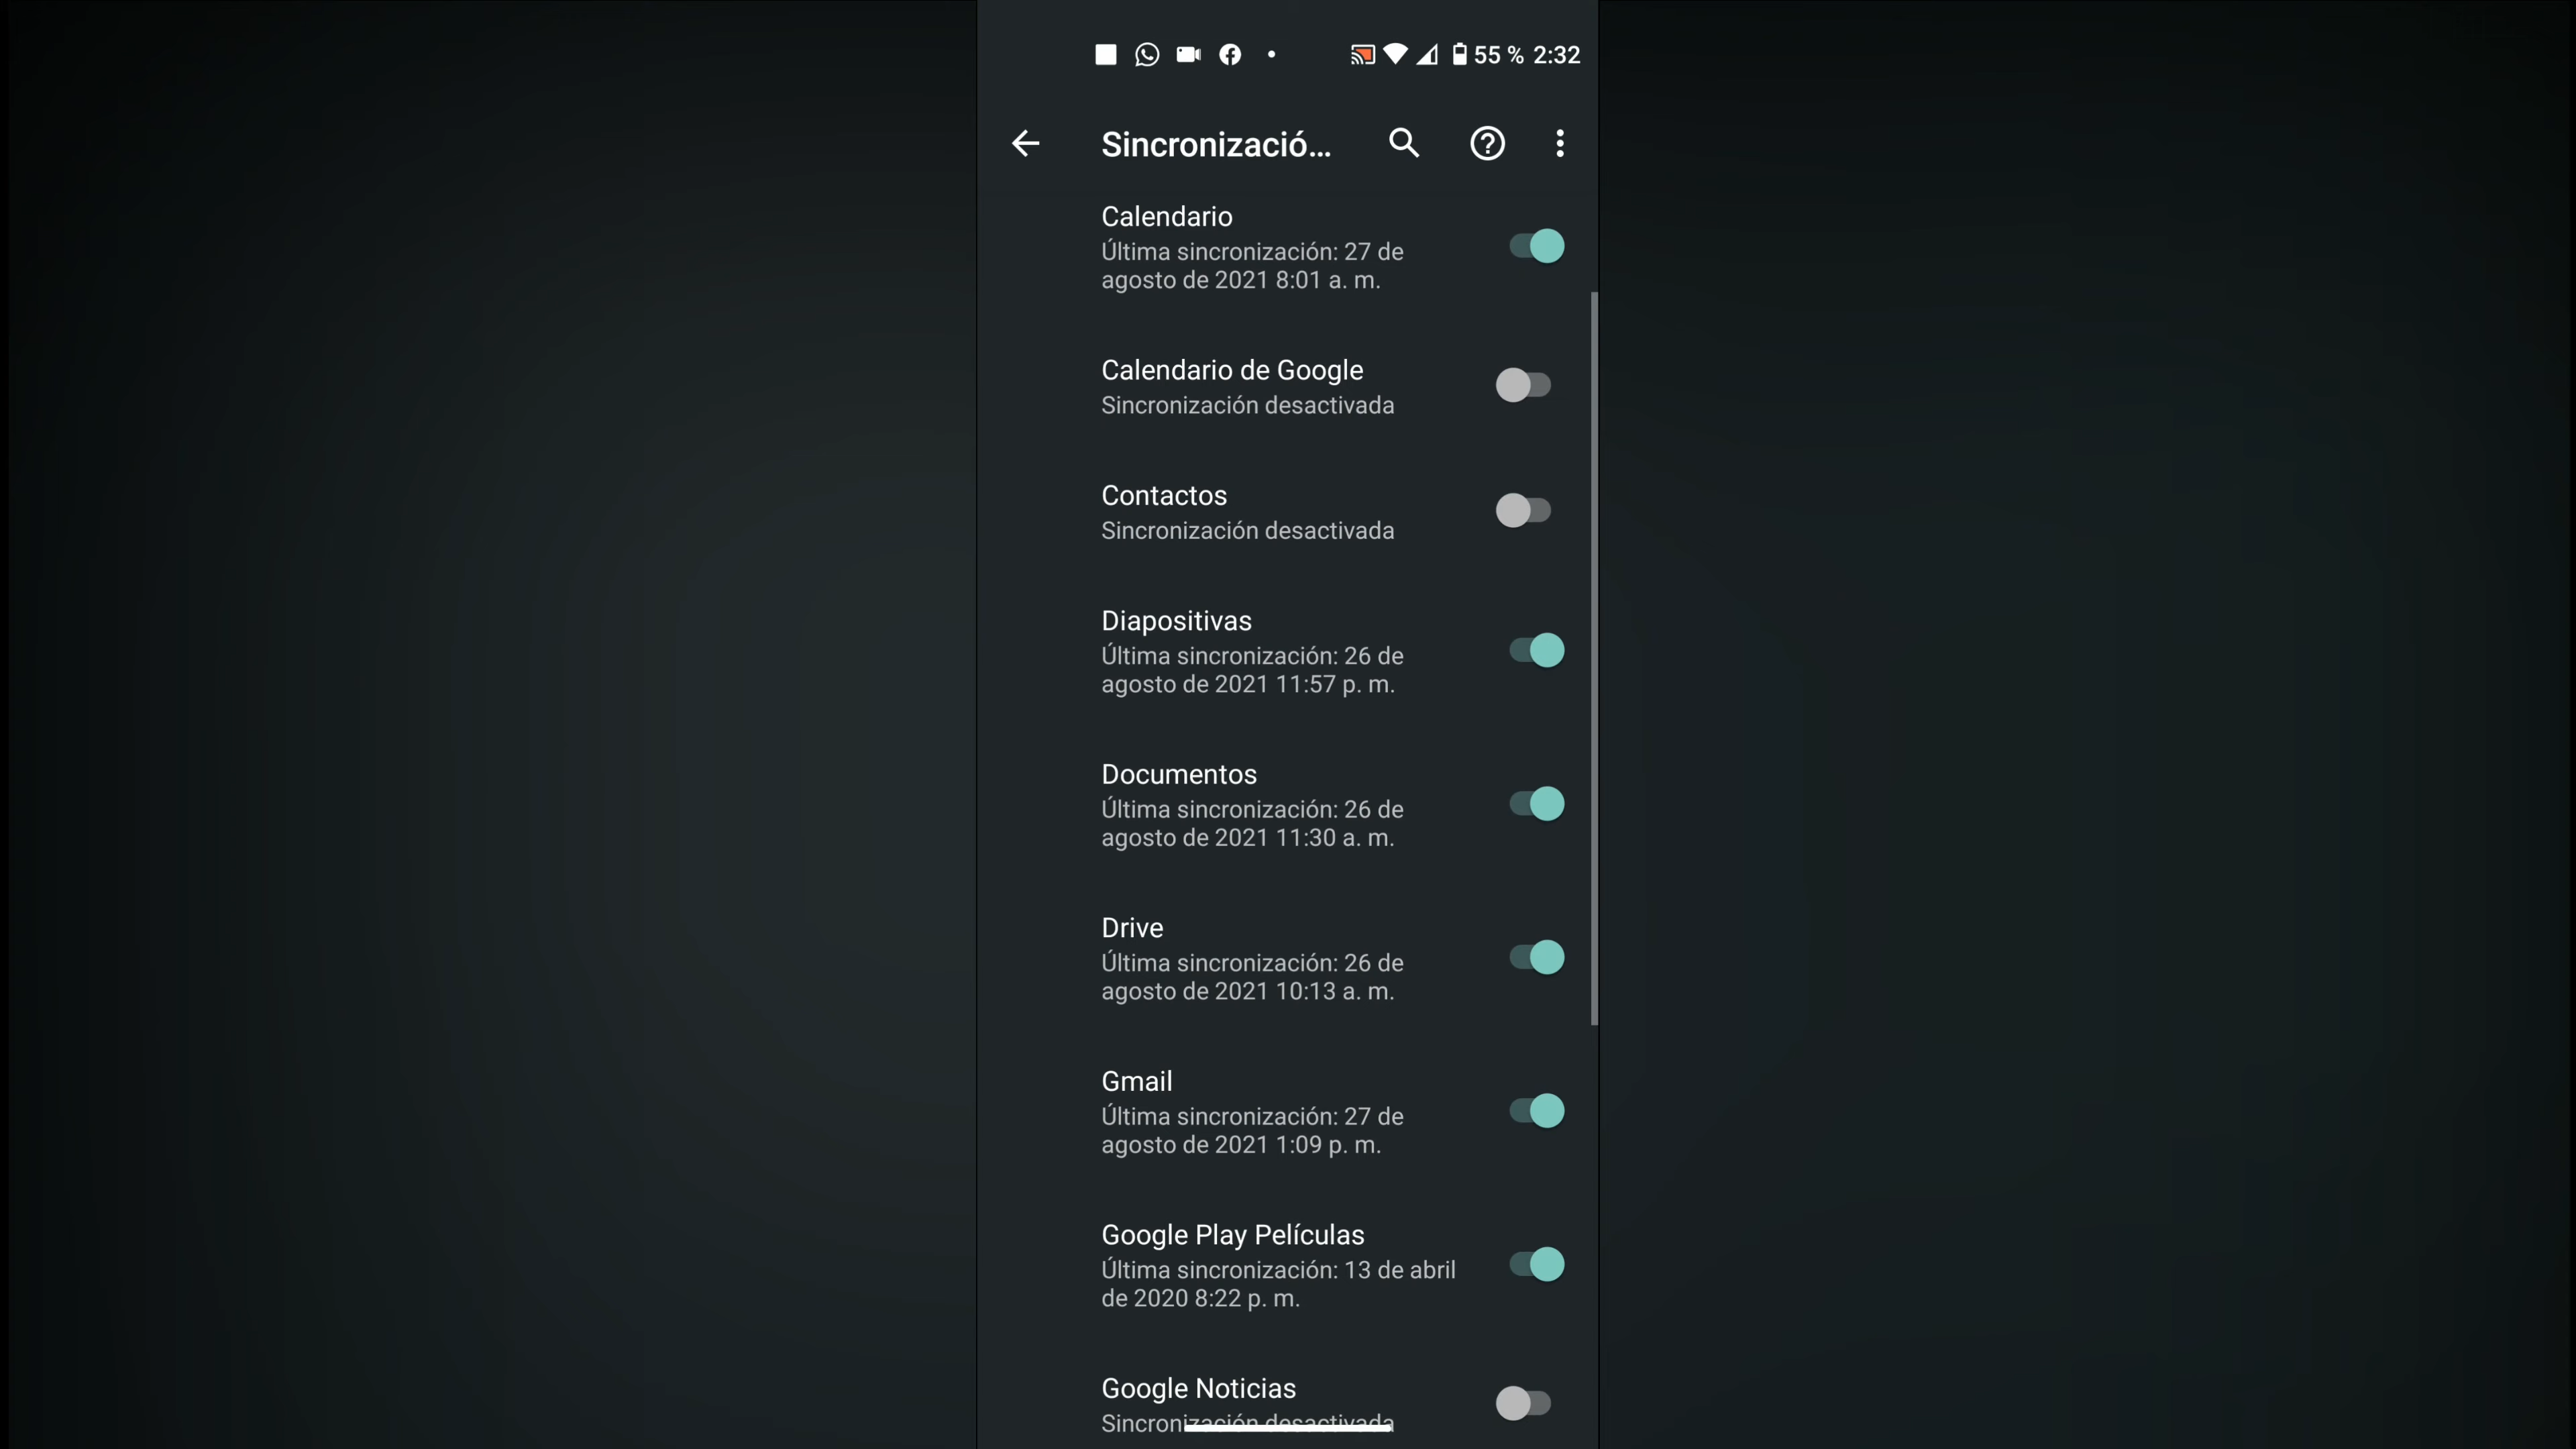 55 % 2:32
Sincronizació...
Calendario
Última sincronización: 27 de
agosto de 2021 8:01 a. m.
Calendario de Google
Sincronización desactivada
Contactos
Sincronización desactivada
Diapositivas
Última sincronización: 26 de
agosto de 2021 11:57 p. m.
Documentos
Última sincronización: 26 de
agosto de 2021 11:30 a. m.
Drive
Última sincronización: 26 de
agosto de 2021 10:13 a. m.
Gmail
Última sincronización: 27 de
agosto de 2021 1:09 p. m.
Google Play Películas
Última sincronización: 13 de abril
de 2020 8:22 p. m.
Google Noticias
Sincronización desactivada